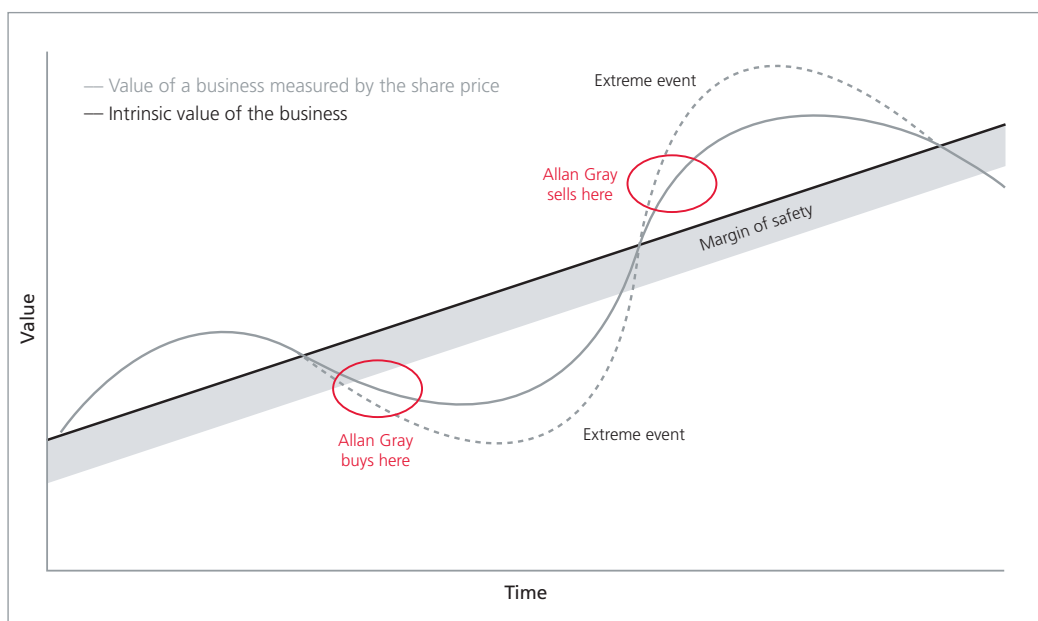 — Value of a business measured by the share price
— Intrinsic value of the business
Extreme event
Allan Gray
sells here
Margin of safety
Value
Allan Gray
buys here
Extreme event
Time